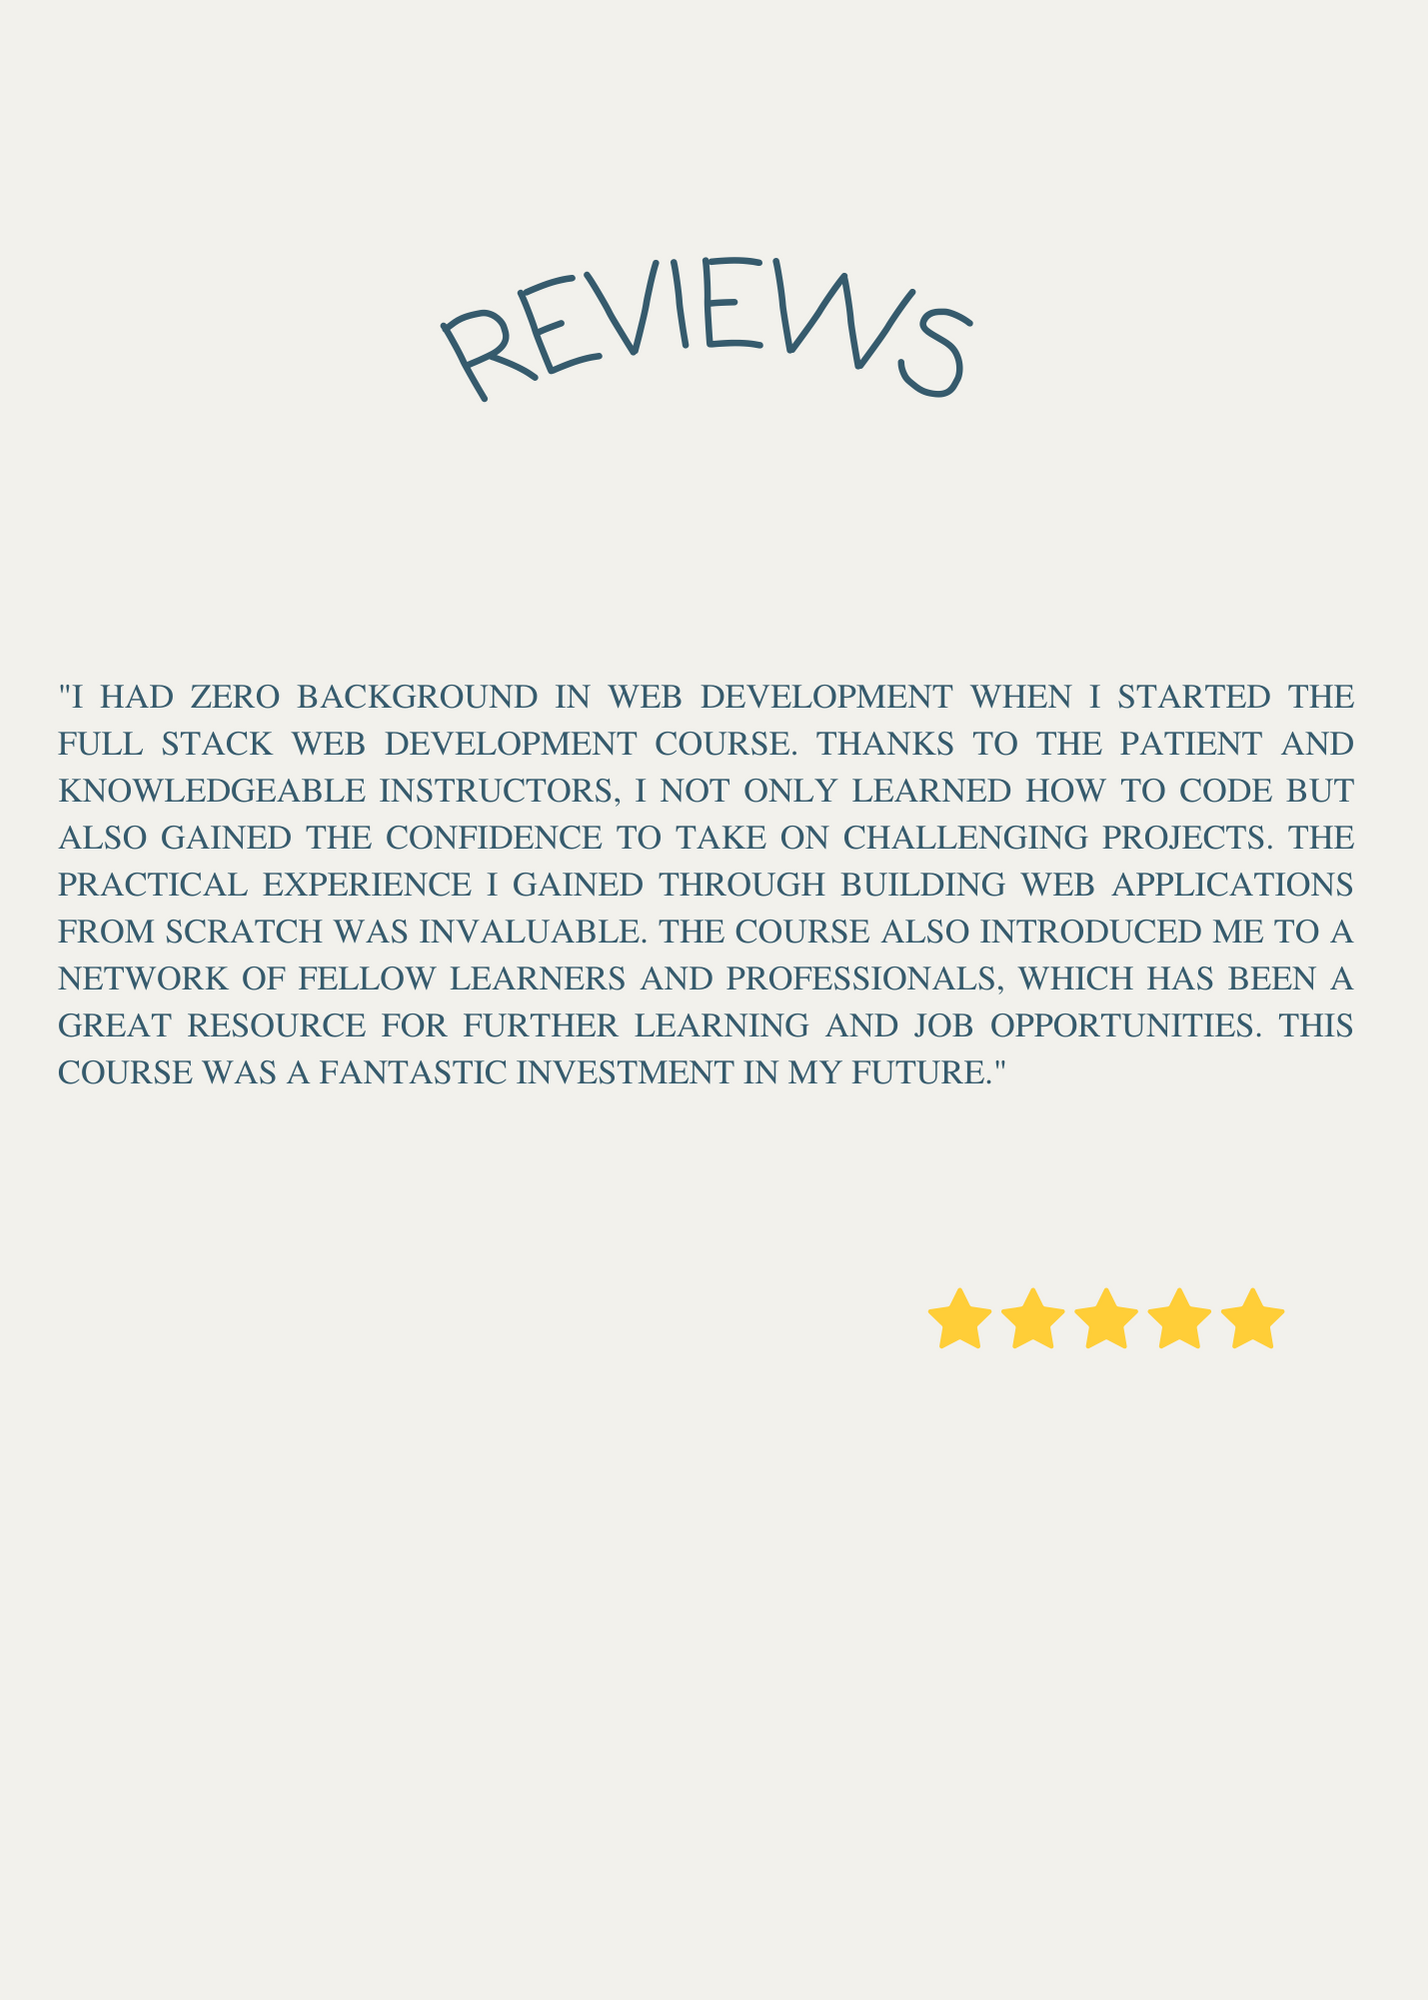 REVIEWS
"I HAD ZERO BACKGROUND IN WEB DEVELOPMENT WHEN I STARTED THE
FULL STACK WEB DEVELOPMENT COURSE. THANKS TO THE PATIENT AND
KNOWLEDGEABLE INSTRUCTORS, I NOT ONLY LEARNED HOW TO CODE BUT
ALSO GAINED THE CONFIDENCE TO TAKE ON CHALLENGING PROJECTS. THE
PRACTICAL EXPERIENCE I GAINED THROUGH BUILDING WEB APPLICATIONS
FROM SCRATCH WAS INVALUABLE. THE COURSE ALSO INTRODUCED ME TO A
NETWORK OF FELLOW LEARNERS AND PROFESSIONALS, WHICH HAS BEEN A
GREAT RESOURCE FOR FURTHER LEARNING AND JOB OPPORTUNITIES. THIS
COURSE WAS A FANTASTIC INVESTMENT IN MY FUTURE."